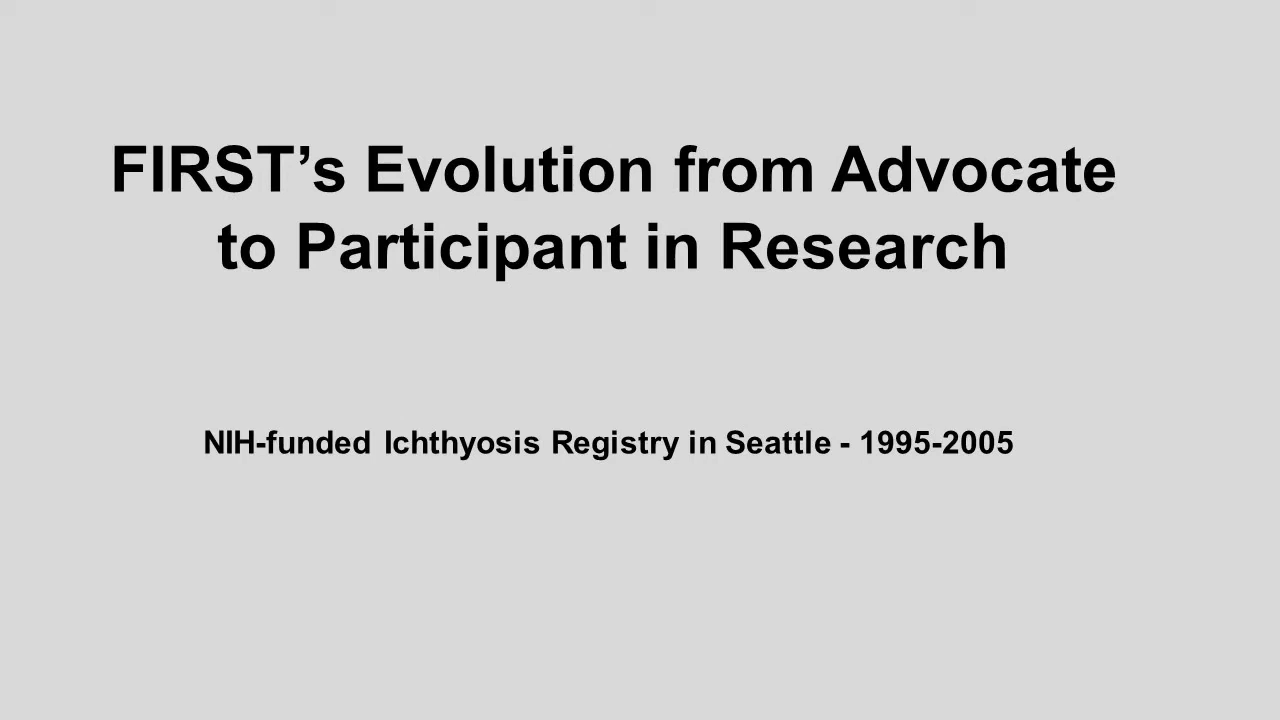 FIRST’s Evolution from Advocate
to Participant in Research
NIH-funded Ichthyosis Registry in Seattle - 1995-2005